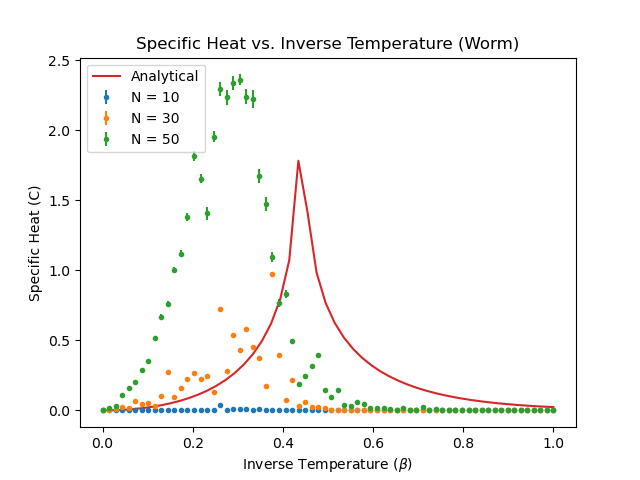 Specific Heat vs. Inverse Temperature (Worm)
Specific Heat (C)
2.5
2.0
1.5
1.0
0.5
0.0
Analytical
N = 10
N = 30
N = 50
0.0 0.2 0.4 0.6 0.8 1.0
Inverse Temperature (β)